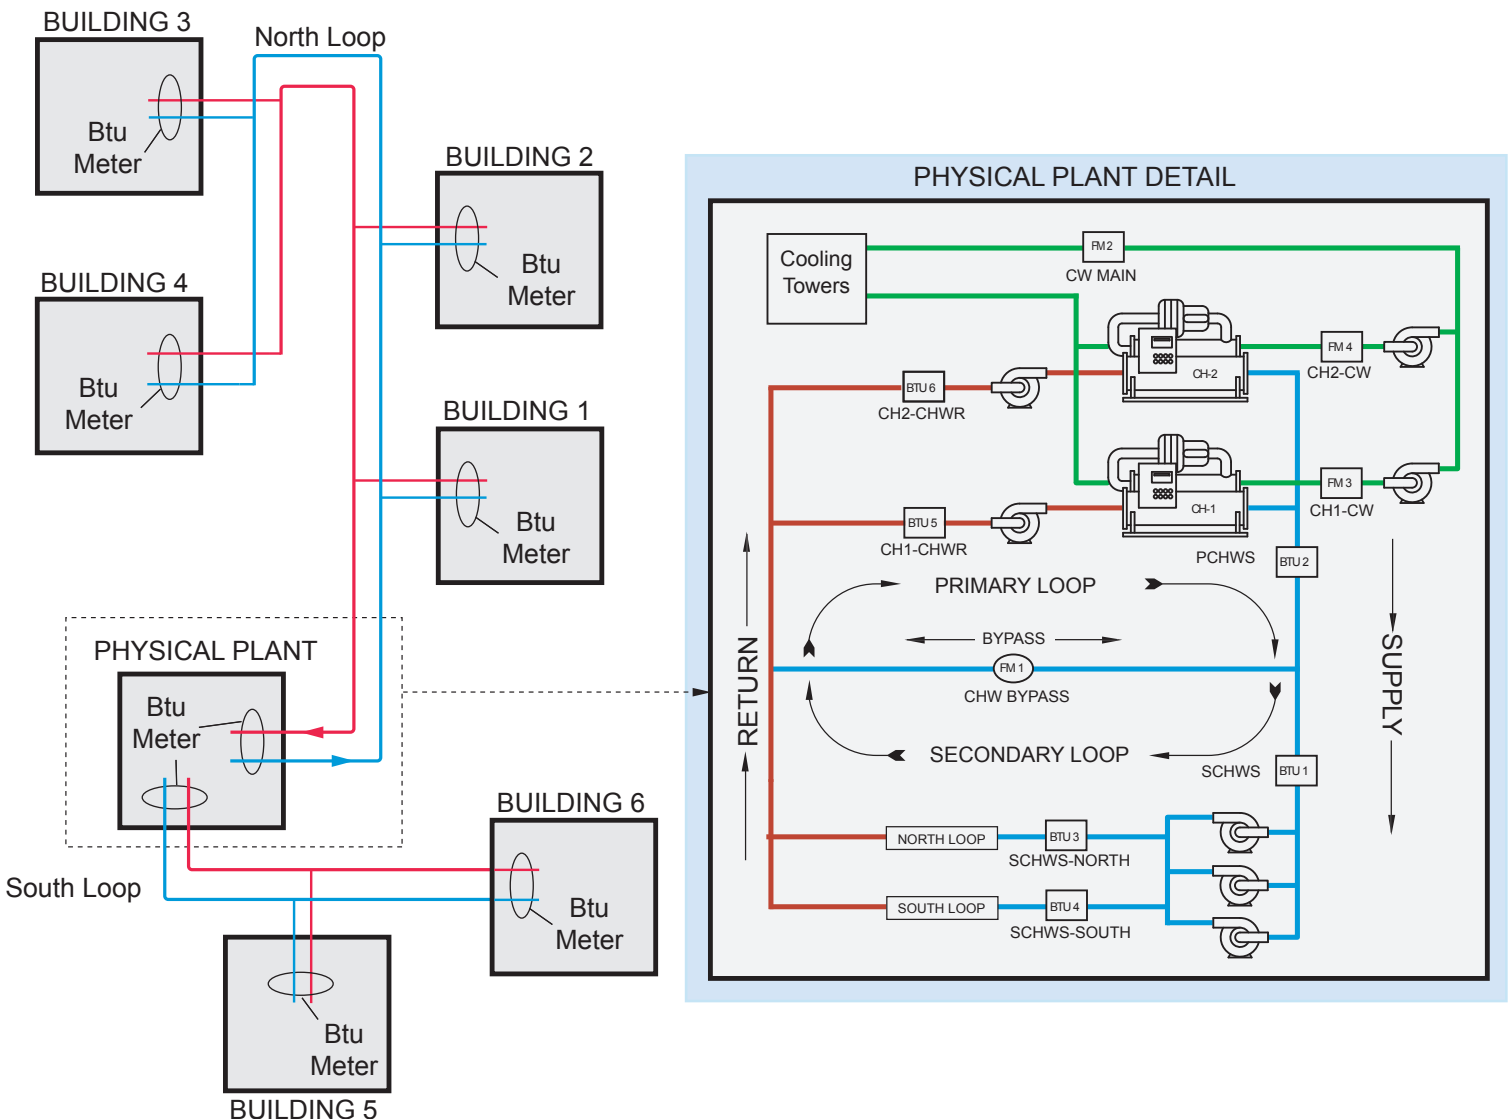 BUILDING 3
North Loop
Btu
Meter
BUILDING 2
Btu
Meter
BUILDING 4
Btu
Meter
BUILDING 1
Btu
Meter
PHYSICAL PLANT
Btu
Meter
South Loop
BUILDING 6
Btu
Meter
Btu
Meter
BUILDING 5
PHYSICAL PLANT DETAIL
Cooling
Towers
FM 2
CW MAIN
CH-2
FM 4
CH2-CW
BTU 6
CH2-CHWR
CH-1
FM 3
CH1-CW
BTU 5
CH1-CHWR
PCHWS
BTU 2
PRIMARY LOOP
BYPASS
FM 1
CHW BYPASS
RETURN
SUPPLY
SECONDARY LOOP
SCHWS
BTU 1
NORTH LOOP
BTU 3
SCHWS-NORTH
SOUTH LOOP
BTU 4
SCHWS-SOUTH